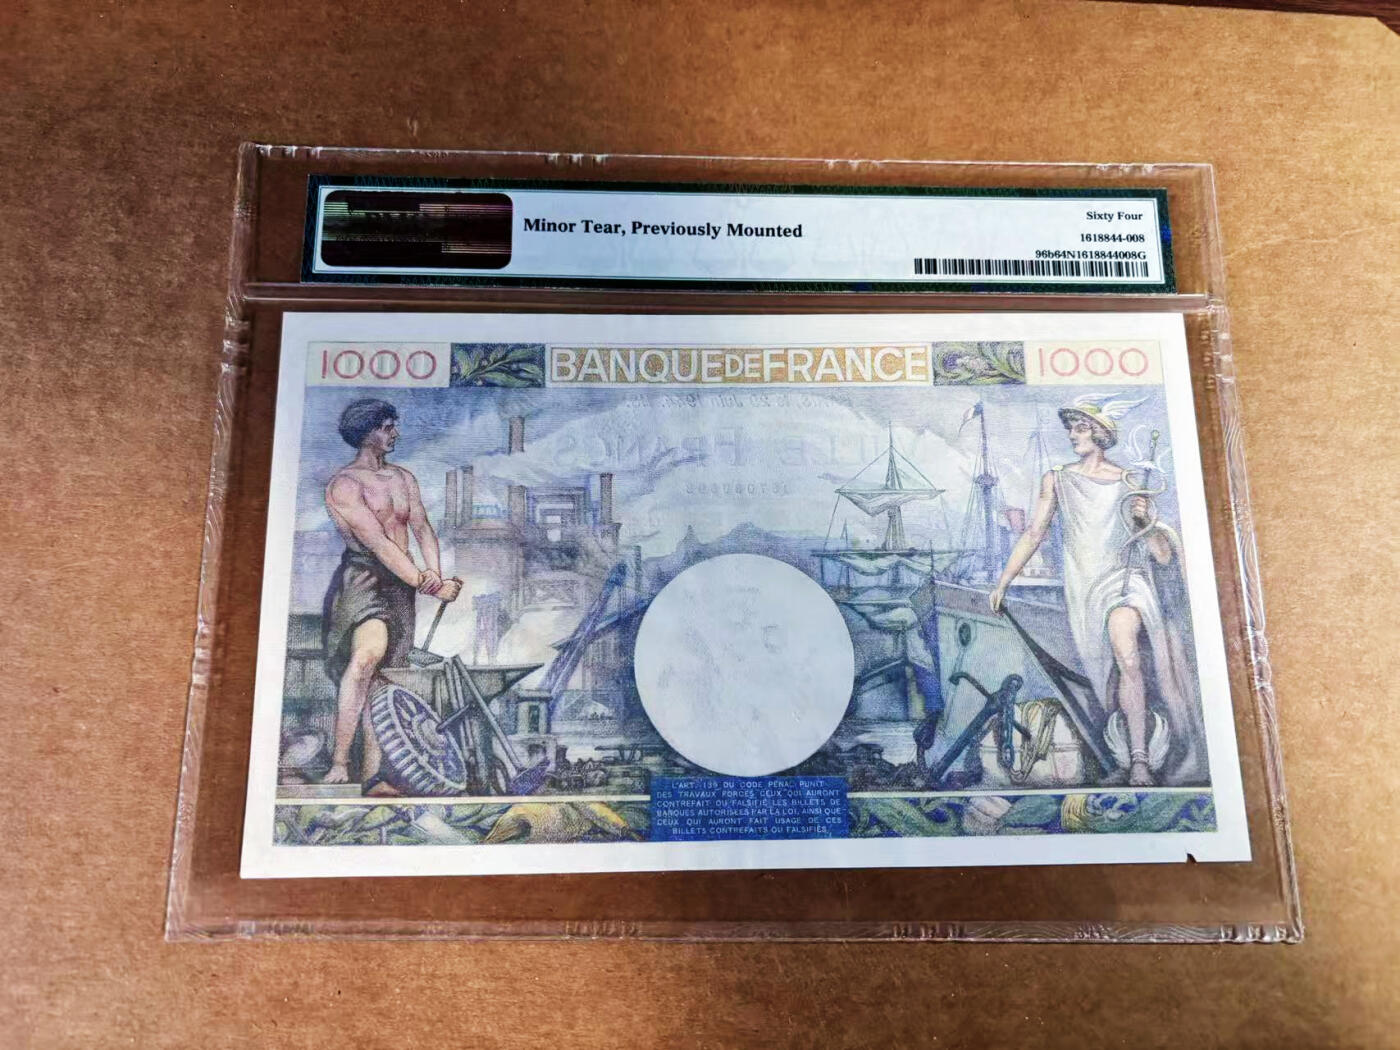 Minor Tear, Previously Mounted
Sixty Four
1618844-008
96b64N1618844008G
1000 BANQUE DE FRANCE 1000
MILLE FRANCS
L'ART. 139 DU CODE PÉNAL PUNIT
DES TRAVAUX FORCÉS CEUX QUI AURONT
CONTREFAIT OU FALSIFIÉ LES BILLETS DE
BANQUES AUTORISÉES PAR LA LOI, AINSI QUE
CEUX QUI AURONT FAIT USAGE DE CES
BILLETS CONTREFAITS OU FALSIFIÉS